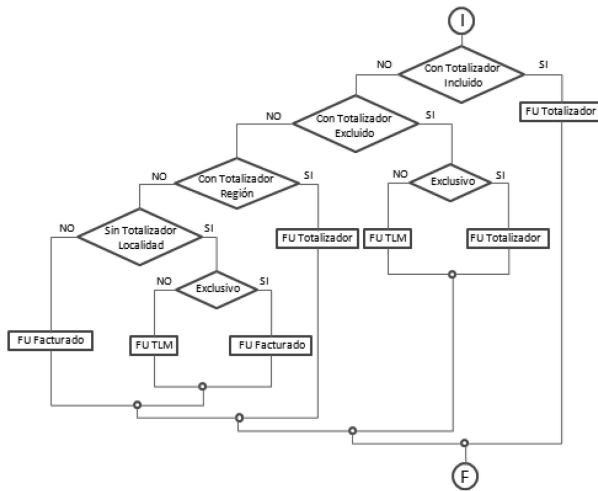 I
NO
Con Totalizador
Incluido
SI
FU Totalizador
NO
Con Totalizador
Excluido
SI
NO
Con Totalizador
Región
SI
NO
Exclusivo
SI
NO
Sin Totalizador
Localidad
SI
FU Totalizador
FU TLM
FU Totalizador
NO
Exclusivo
SI
FU Facturado
FU TLM
FU Facturado
F